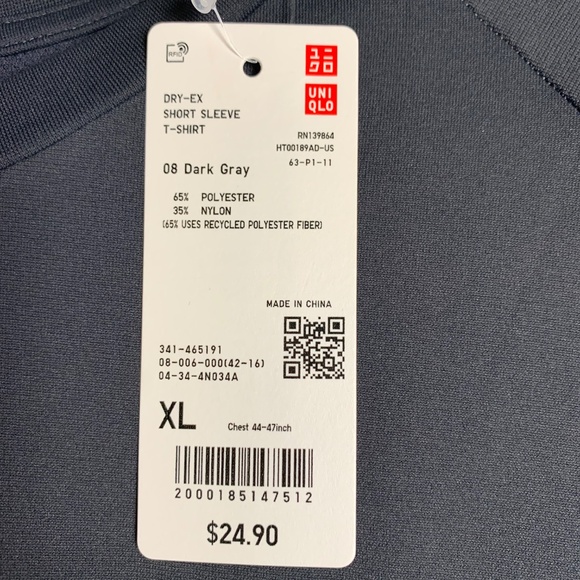 RFID
ユニ
クロ
UNI
QLO
DRY-EX
SHORT SLEEVE
T-SHIRT
RN139864
HT00189AD-US
63-P1-11
08 Dark Gray
65% POLYESTER
35% NYLON
(65% USES RECYCLED POLYESTER FIBER)
MADE IN CHINA
341-465191
08-006-000(42-16)
04-34-4N034A
XL
Chest 44-47inch
2000185147512
$24.90